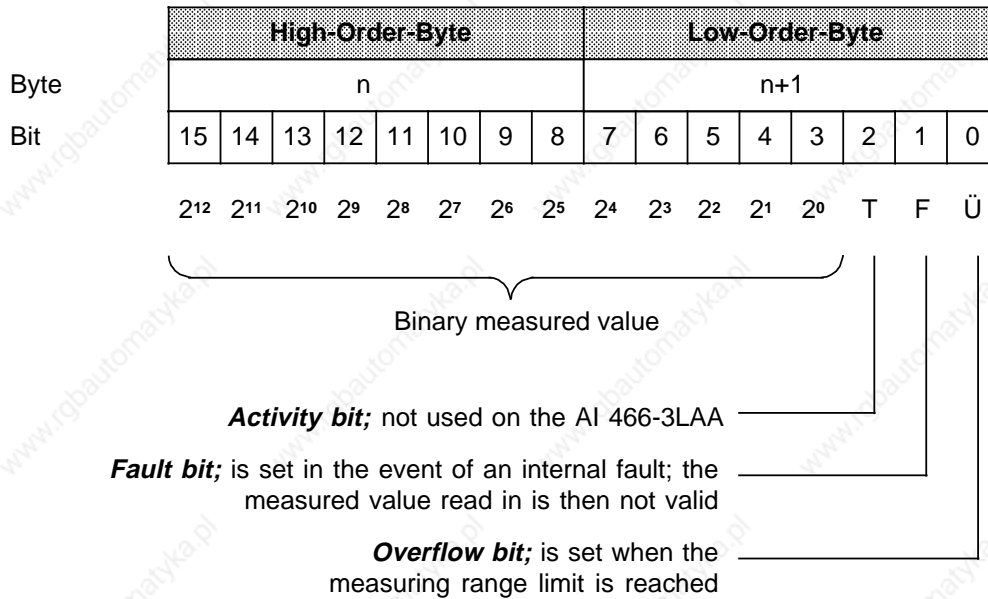 High-Order-Byte Low-Order-Byte
Byte n n+1
Bit 15 14 13 12 11 10 9 8 7 6 5 4 3 2 1 0
2¹² 2¹¹ 2¹⁰ 2⁹ 2⁸ 2⁷ 2⁶ 2⁵ 2⁴ 2³ 2² 2¹ 2⁰ T F Ü
Binary measured value
Activity bit; not used on the AI 466-3LAA
Fault bit; is set in the event of an internal fault; the
measured value read in is then not valid
Overflow bit; is set when the
measuring range limit is reached
www.rgbautomatyka.pl